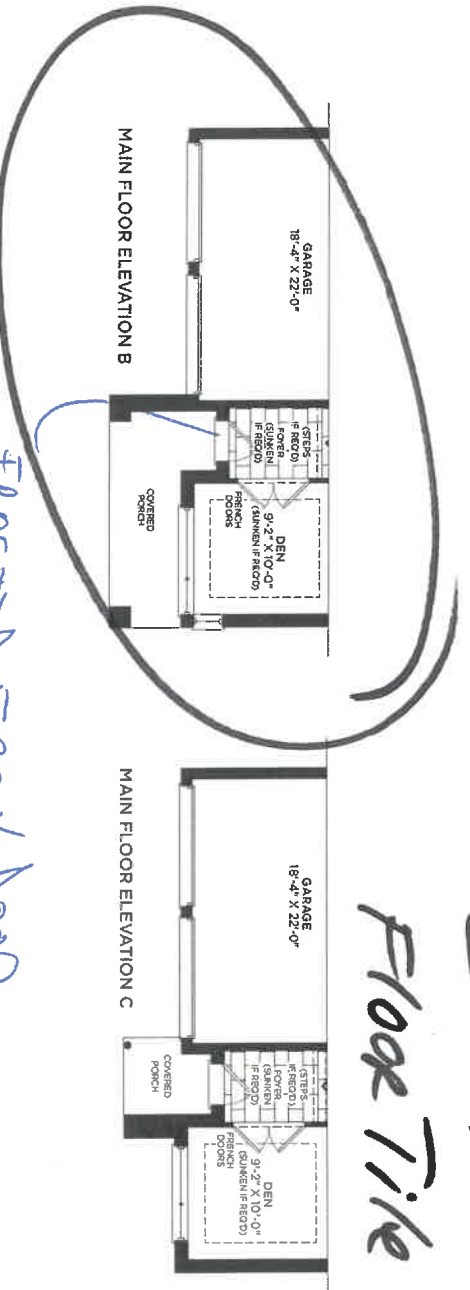 Floor Tile
GARAGE
18'-4" X 22'-0"
(STEPS
IF REQ'D)
FOYER
(SUNKEN
IF REQ'D)
DEN
9'-2" X 10'-0"
(SUNKEN IF REQ'D)
FRENCH
DOORS
COVERED
PORCH
MAIN FLOOR ELEVATION B
GARAGE
18'-4" X 22'-0"
(STEPS
IF REQ'D)
FOYER
(SUNKEN
IF REQ'D)
DEN
9'-2" X 10'-0"
(SUNKEN IF REQ'D)
FRENCH
DOORS
COVERED
PORCH
MAIN FLOOR ELEVATION C